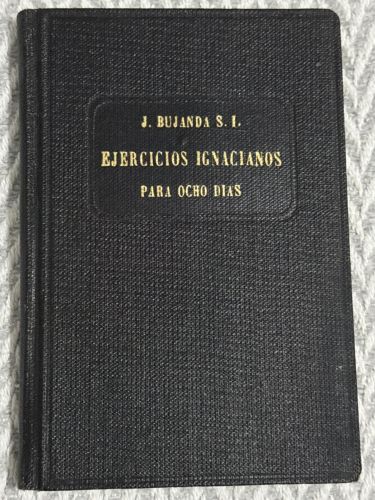 J. BUJANDA S. I.
EJERCICIOS IGNACIANOS
PARA OCHO DIAS